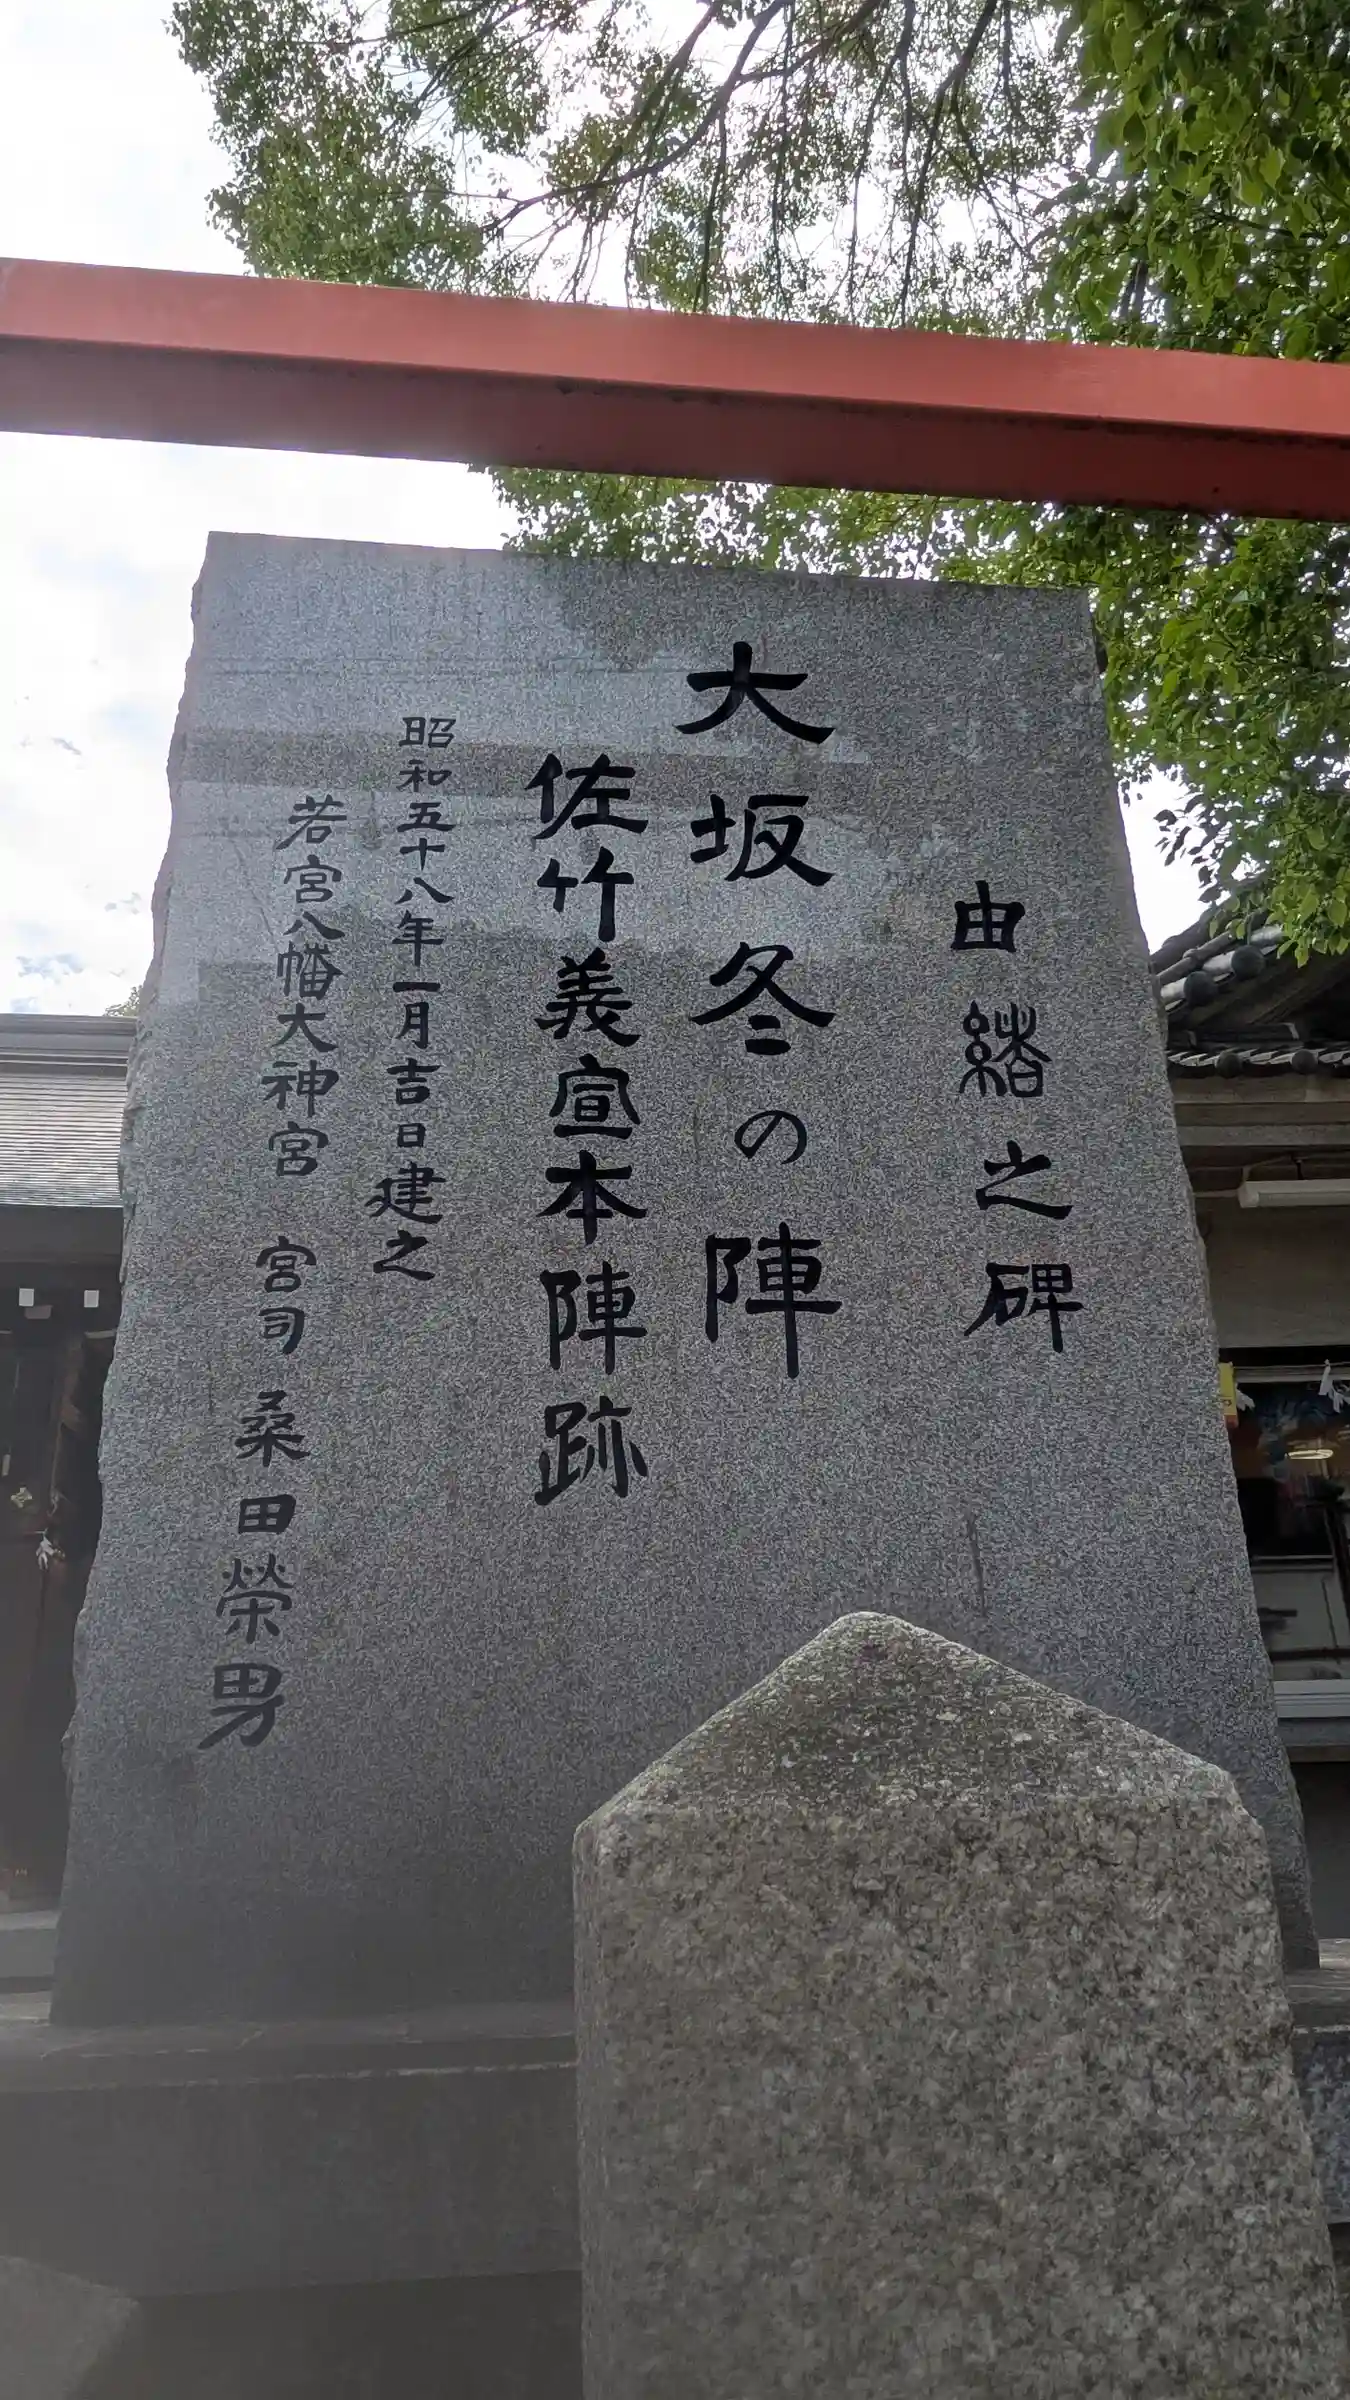 由緒之碑
大坂冬の陣
佐竹義宣本陣跡
昭和五十八年一月吉日建之
若宮八幡大神宮 宮司 桑田榮男